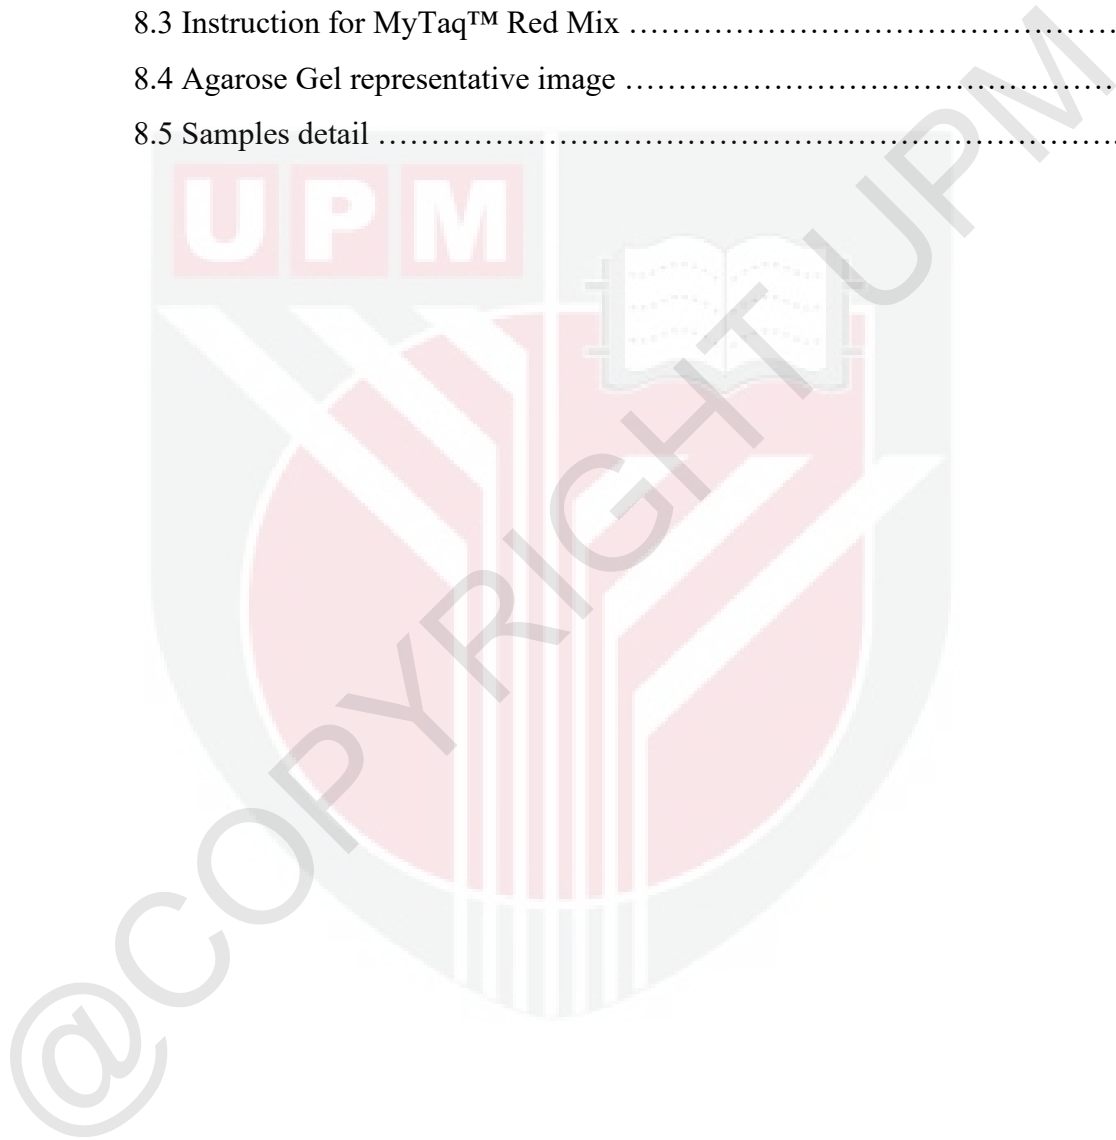 8.3 Instruction for MyTaq™ Red Mix ……………………………………………
8.4 Agarose Gel representative image ……………………………………………
8.5 Samples detail ……………………………………………………………………
UPM
@COPYRIGHT UPM